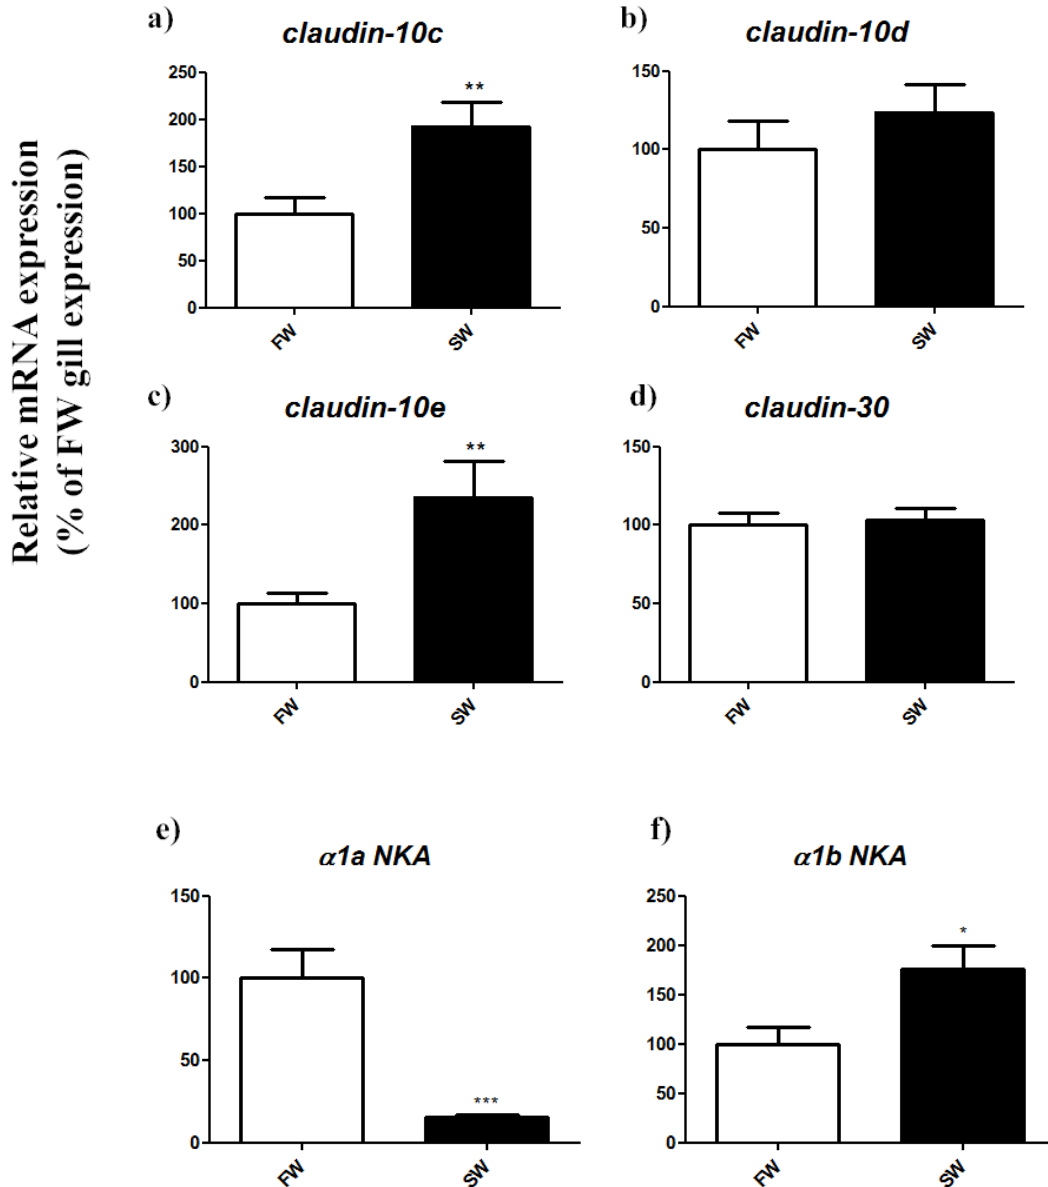 Relative mRNA expression
(% of FW gill expression)
a)
claudin-10c
250
200
150
100
50
0
**
FW
SW
b)
claudin-10d
150
100
50
0
FW
SW
c)
claudin-10e
300
200
100
0
**
FW
SW
d)
claudin-30
150
100
50
0
FW
SW
e)
α1a NKA
150
100
50
0
***
FW
SW
f)
α1b NKA
250
200
150
100
50
0
*
FW
SW